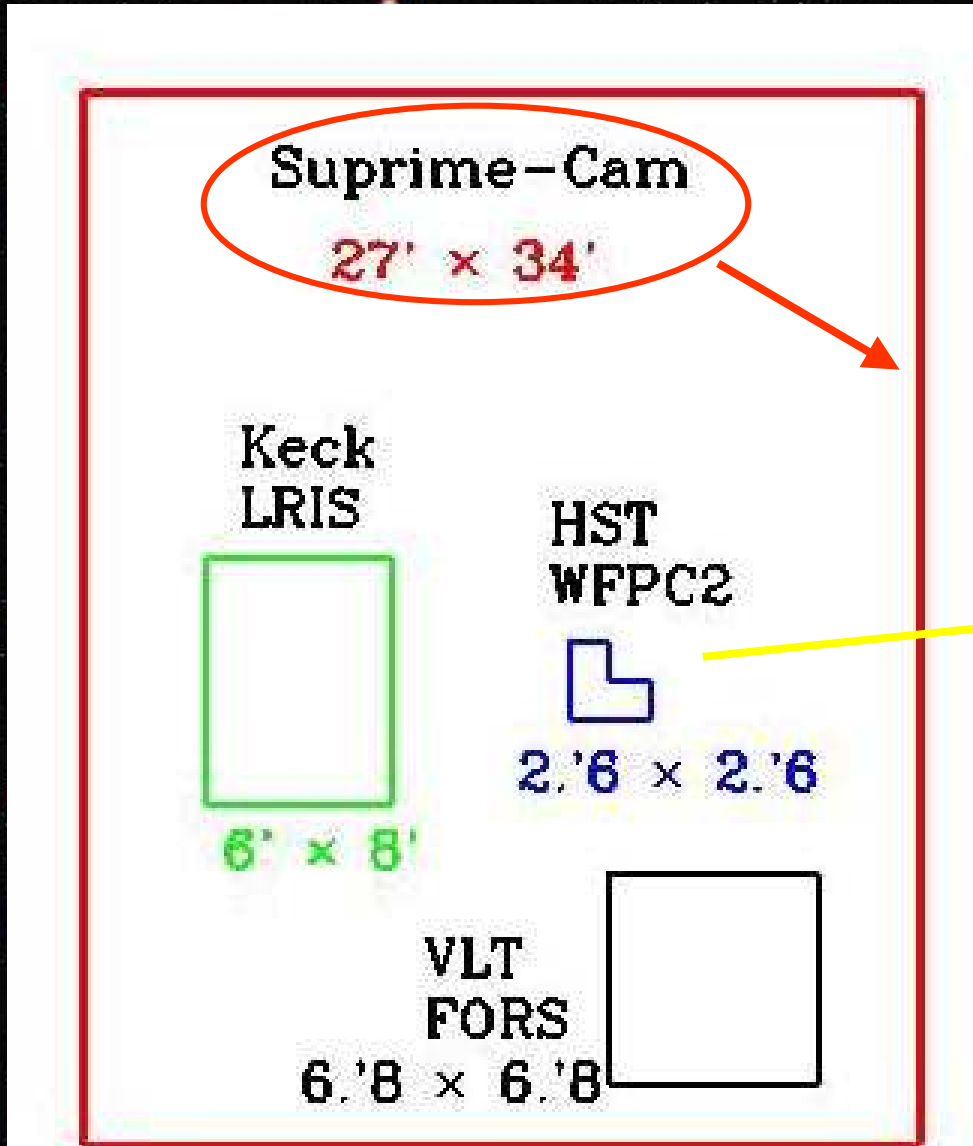 Suprime-Cam
27' × 34'
Keck
LRIS
6' × 8'
HST
WFPC2
2.'6 × 2.'6
VLT
FORS
6.'8 × 6.'8